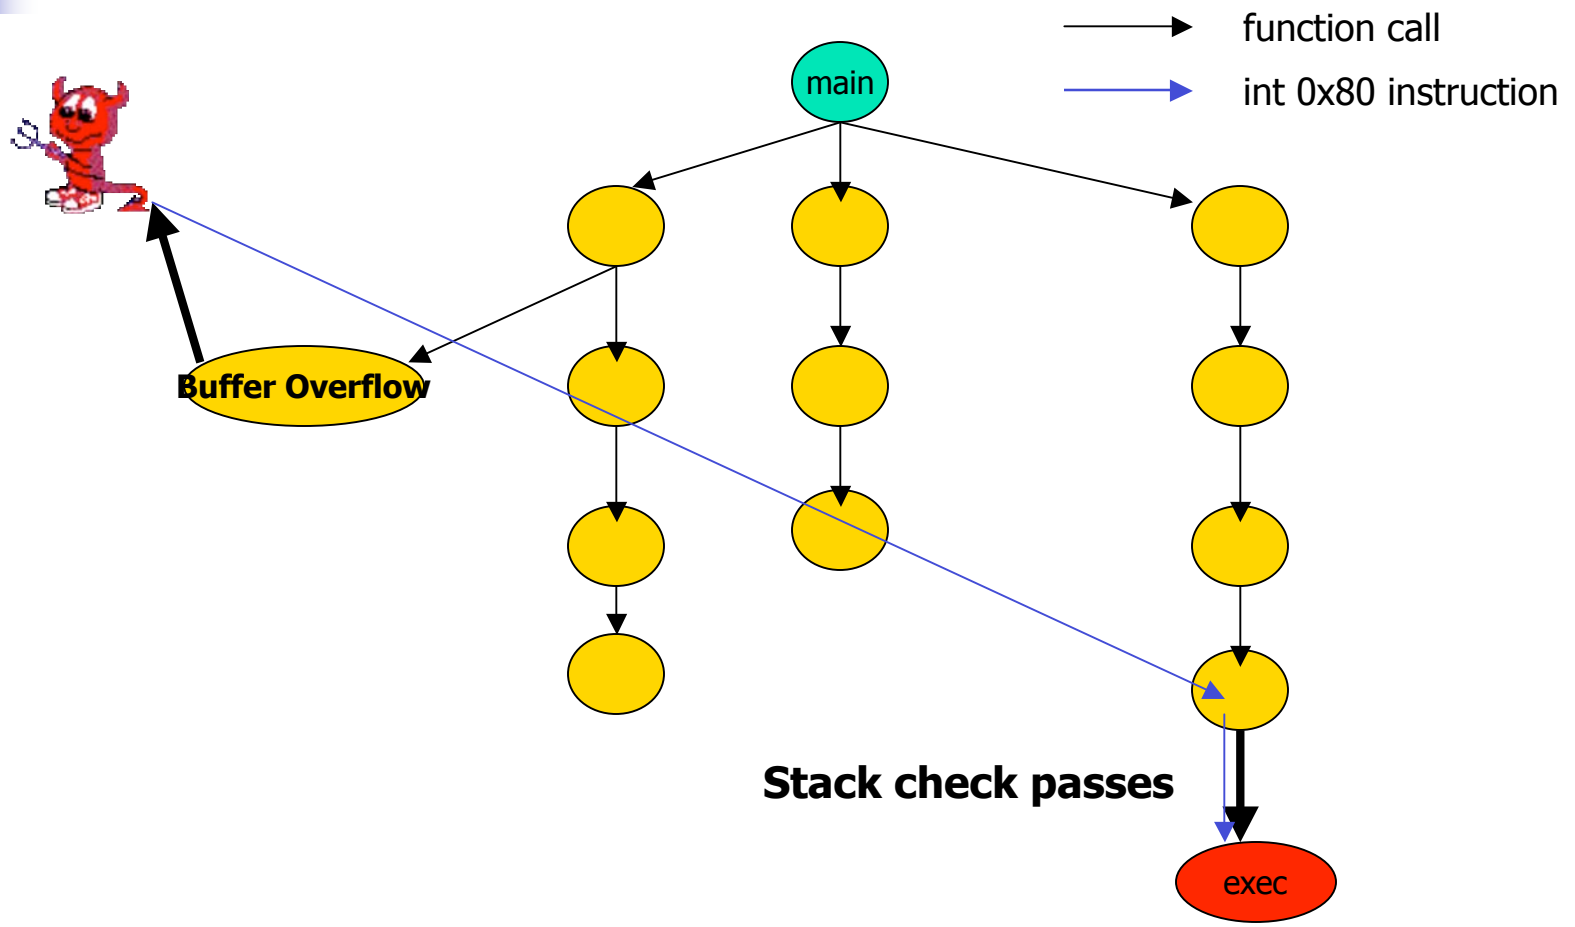 function call
main
int 0x80 instruction
Buffer Overflow
Stack check passes
exec